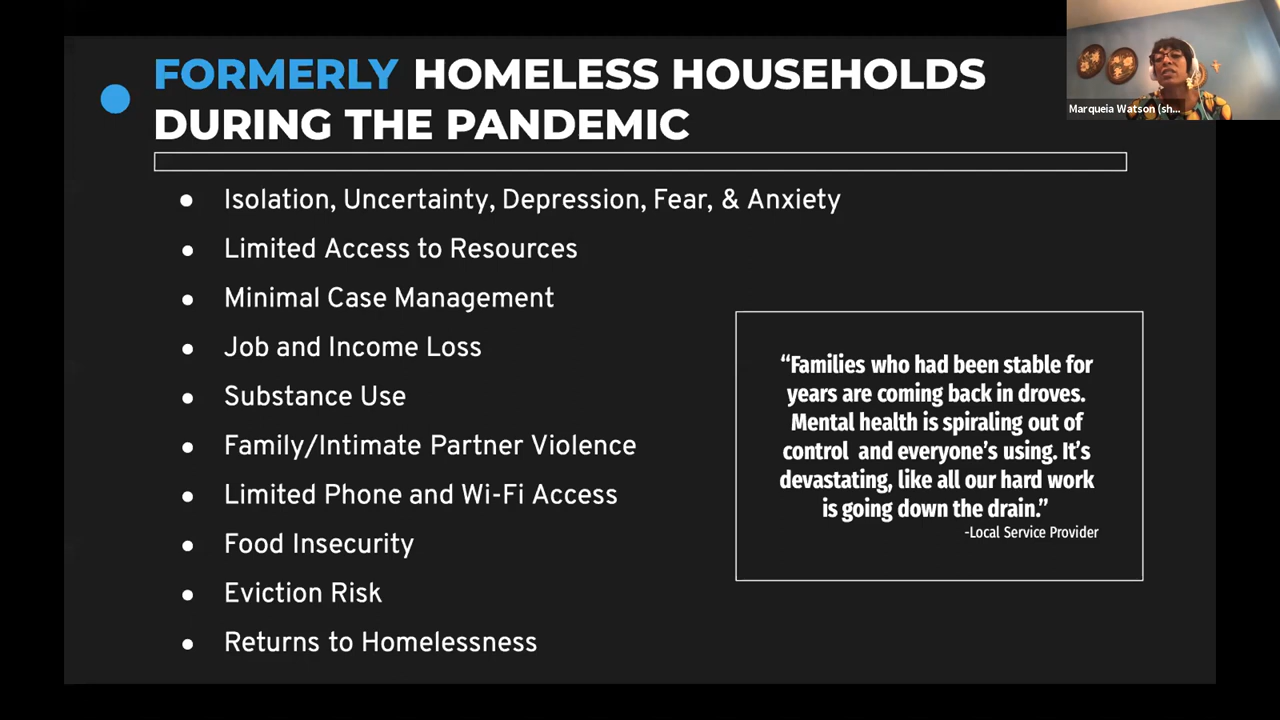 FORMERLY HOMELESS HOUSEHOLDS
DURING THE PANDEMIC
Marqueia Watson (sh...
● Isolation, Uncertainty, Depression, Fear, & Anxiety
● Limited Access to Resources
● Minimal Case Management
● Job and Income Loss
● Substance Use
● Family/Intimate Partner Violence
● Limited Phone and Wi-Fi Access
● Food Insecurity
● Eviction Risk
● Returns to Homelessness
“Families who had been stable for
years are coming back in droves.
Mental health is spiraling out of
control and everyone’s using. It’s
devastating, like all our hard work
is going down the drain.”
-Local Service Provider